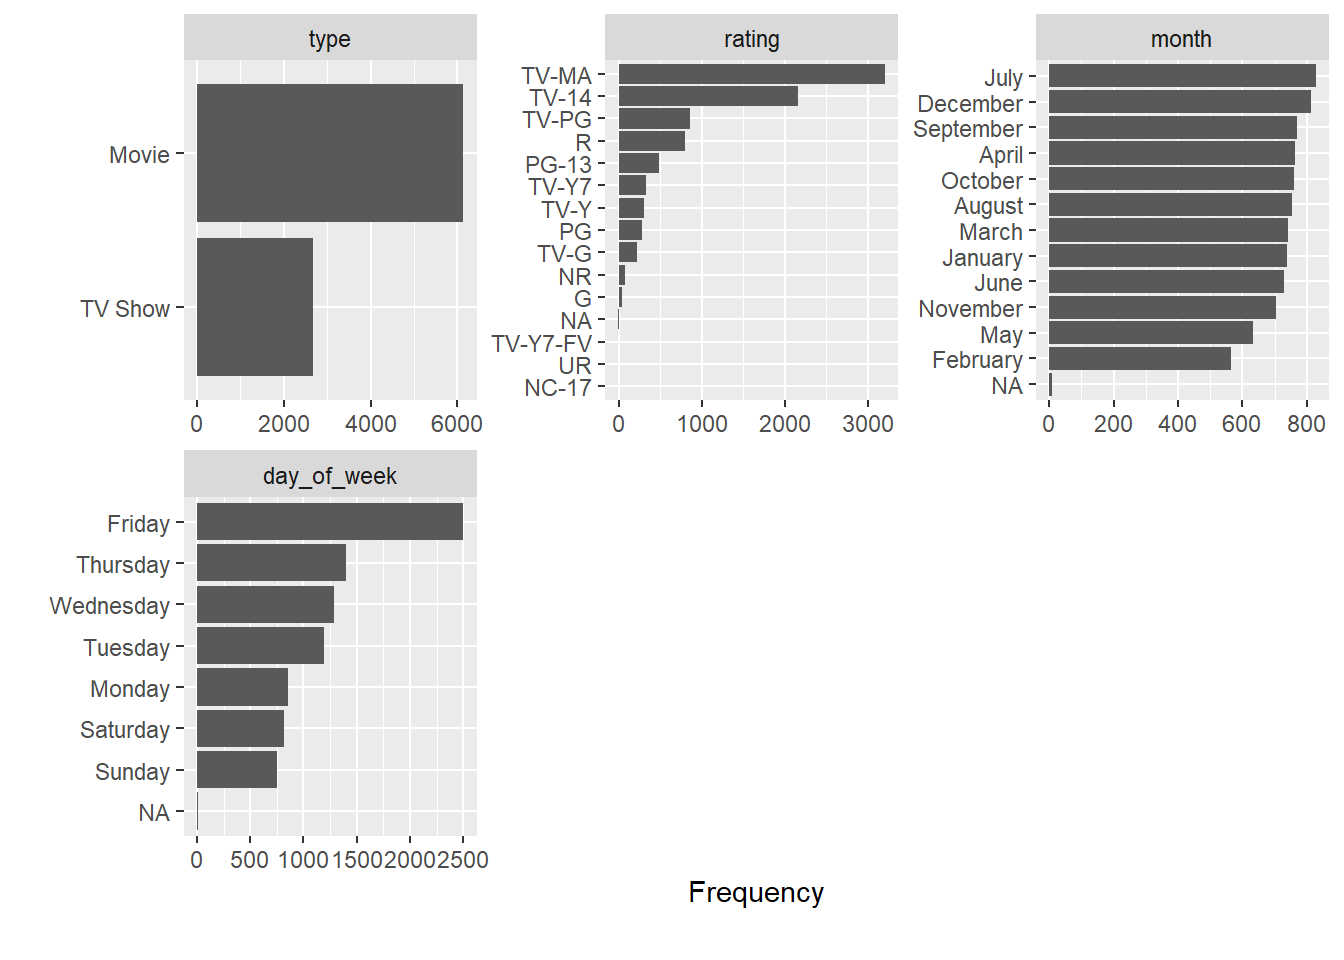 type
Movie
TV Show
0 2000 4000 6000
rating
TV-MA
TV-14
TV-PG
R
PG-13
TV-Y7
TV-Y
PG
TV-G
NR
G
NA
TV-Y7-FV
UR
NC-17
0 1000 2000 3000
month
July
December
September
April
October
August
March
January
June
November
May
February
NA
0 200 400 600 800
day_of_week
Friday
Thursday
Wednesday
Tuesday
Monday
Saturday
Sunday
NA
0 500 1000 1500 2000 2500
Frequency